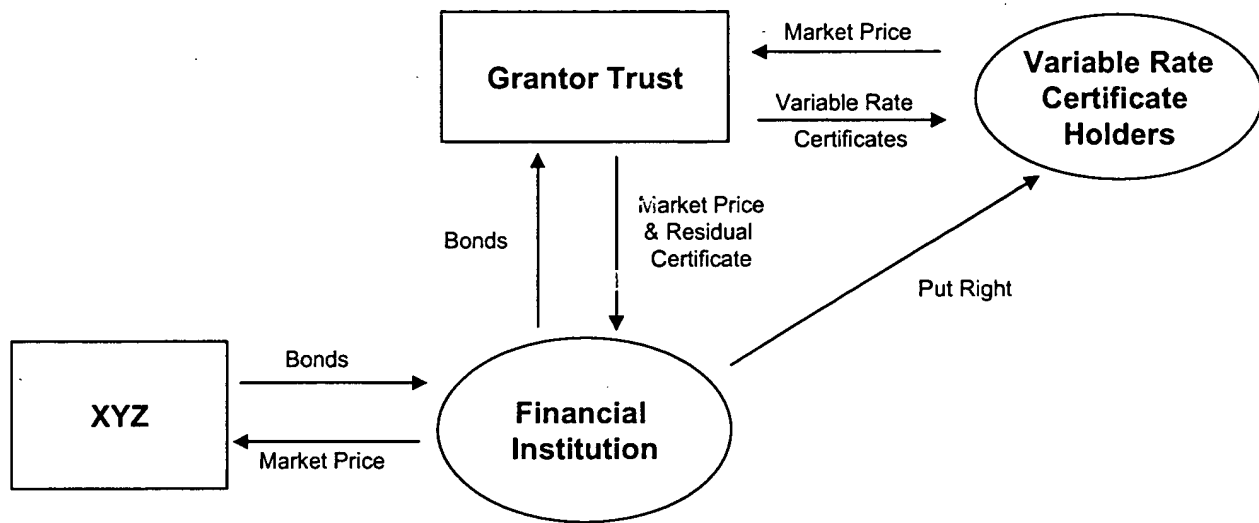 Market Price
Grantor Trust
Variable Rate
Certificates
Variable Rate
Certificate
Holders
Bonds
Market Price
& Residual
Certificate
Put Right
XYZ
Bonds
Market Price
Financial
Institution